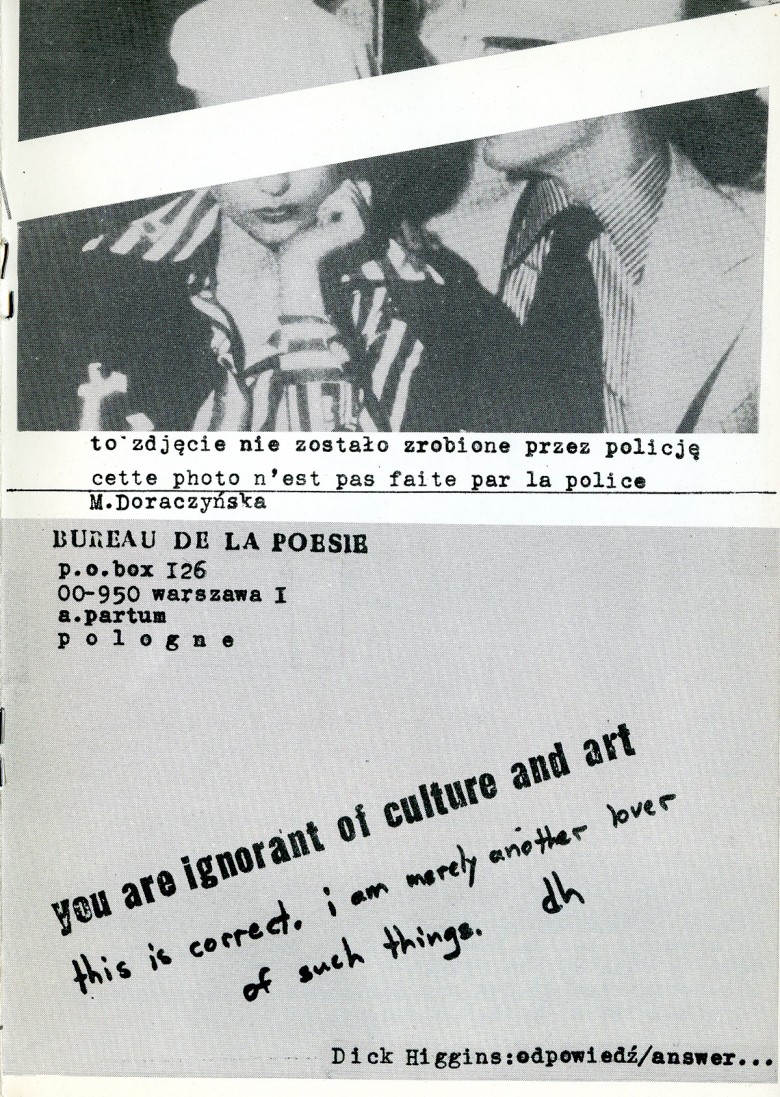 to zdjęcie nie zostało zrobione przez policję
cette photo n'est pas faite par la police
M.Doraczyńska
BUREAU DE LA POESIE
p.o.box I26
00-950 warszawa I
a.partum
p o l o g n e
you are ignorant of culture and art
this is correct. i am merely another lover
of such things. dh
Dick Higgins:odpowiedź/answer...